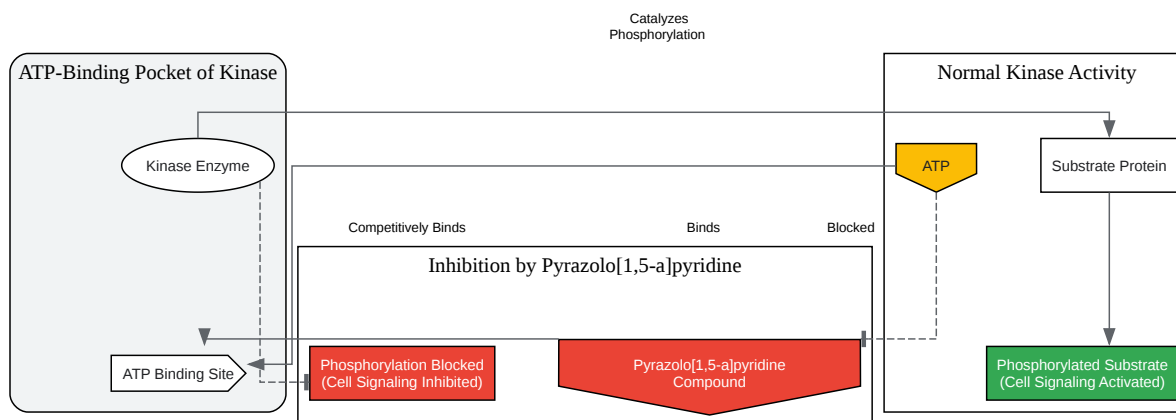 Catalyzes
Phosphorylation
ATP-Binding Pocket of Kinase
Normal Kinase Activity
Kinase Enzyme
ATP
Substrate Protein
Competitively Binds
Binds
Blocked
Inhibition by Pyrazolo[1,5-a]pyridine
ATP Binding Site
Phosphorylation Blocked
(Cell Signaling Inhibited)
Pyrazolo[1,5-a]pyridine
Compound
Phosphorylated Substrate
(Cell Signaling Activated)